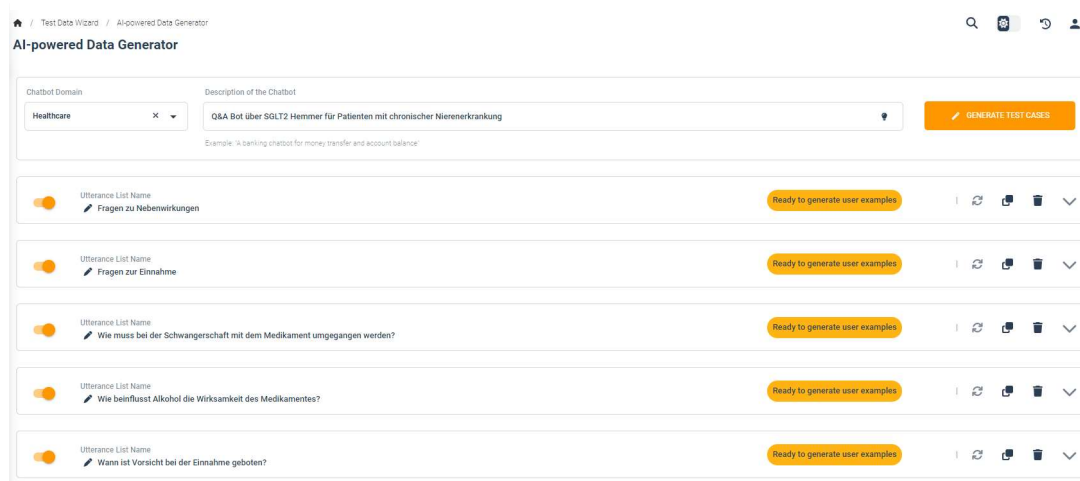 / Test Data Wizard / AI-powered Data Generator
AI-powered Data Generator
Chatbot Domain
Description of the Chatbot
Healthcare
Q&A Bot über SGLT2 Hemmer für Patienten mit chronischer Nierenerkrankung
GENERATE TEST CASES
Example: 'A banking chatbot for money transfer and account balance'
Utterance List Name
Fragen zu Nebenwirkungen
Ready to generate user examples
Utterance List Name
Fragen zur Einnahme
Ready to generate user examples
Utterance List Name
Wie muss bei der Schwangerschaft mit dem Medikament umgegangen werden?
Ready to generate user examples
Utterance List Name
Wie beinflusst Alkohol die Wirksamkeit des Medikamentes?
Ready to generate user examples
Utterance List Name
Wann ist Vorsicht bei der Einnahme geboten?
Ready to generate user examples